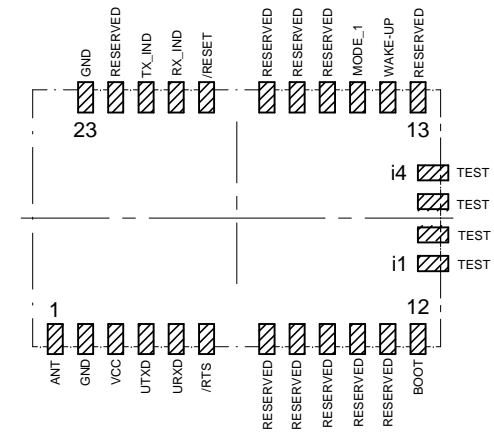 GND
RESERVED
TX_IND
RX_IND
/RESET
RESERVED
RESERVED
RESERVED
MODE_1
WAKE-UP
RESERVED
23
13
i4
TEST
TEST
TEST
i1
TEST
1
12
ANT
GND
VCC
UTXD
URXD
/RTS
RESERVED
RESERVED
RESERVED
RESERVED
RESERVED
BOOT